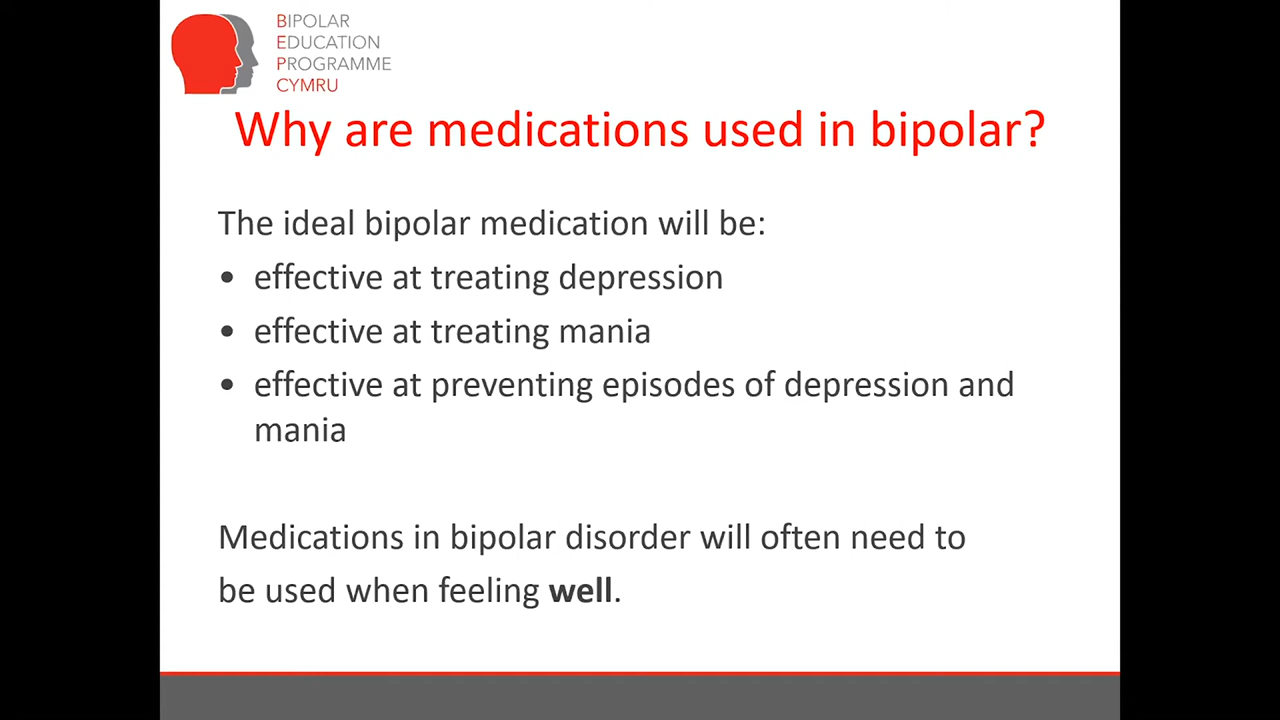 BIPOLAR
EDUCATION
PROGRAMME
CYMRU
Why are medications used in bipolar?
The ideal bipolar medication will be:
• effective at treating depression
• effective at treating mania
• effective at preventing episodes of depression and
mania
Medications in bipolar disorder will often need to
be used when feeling well.